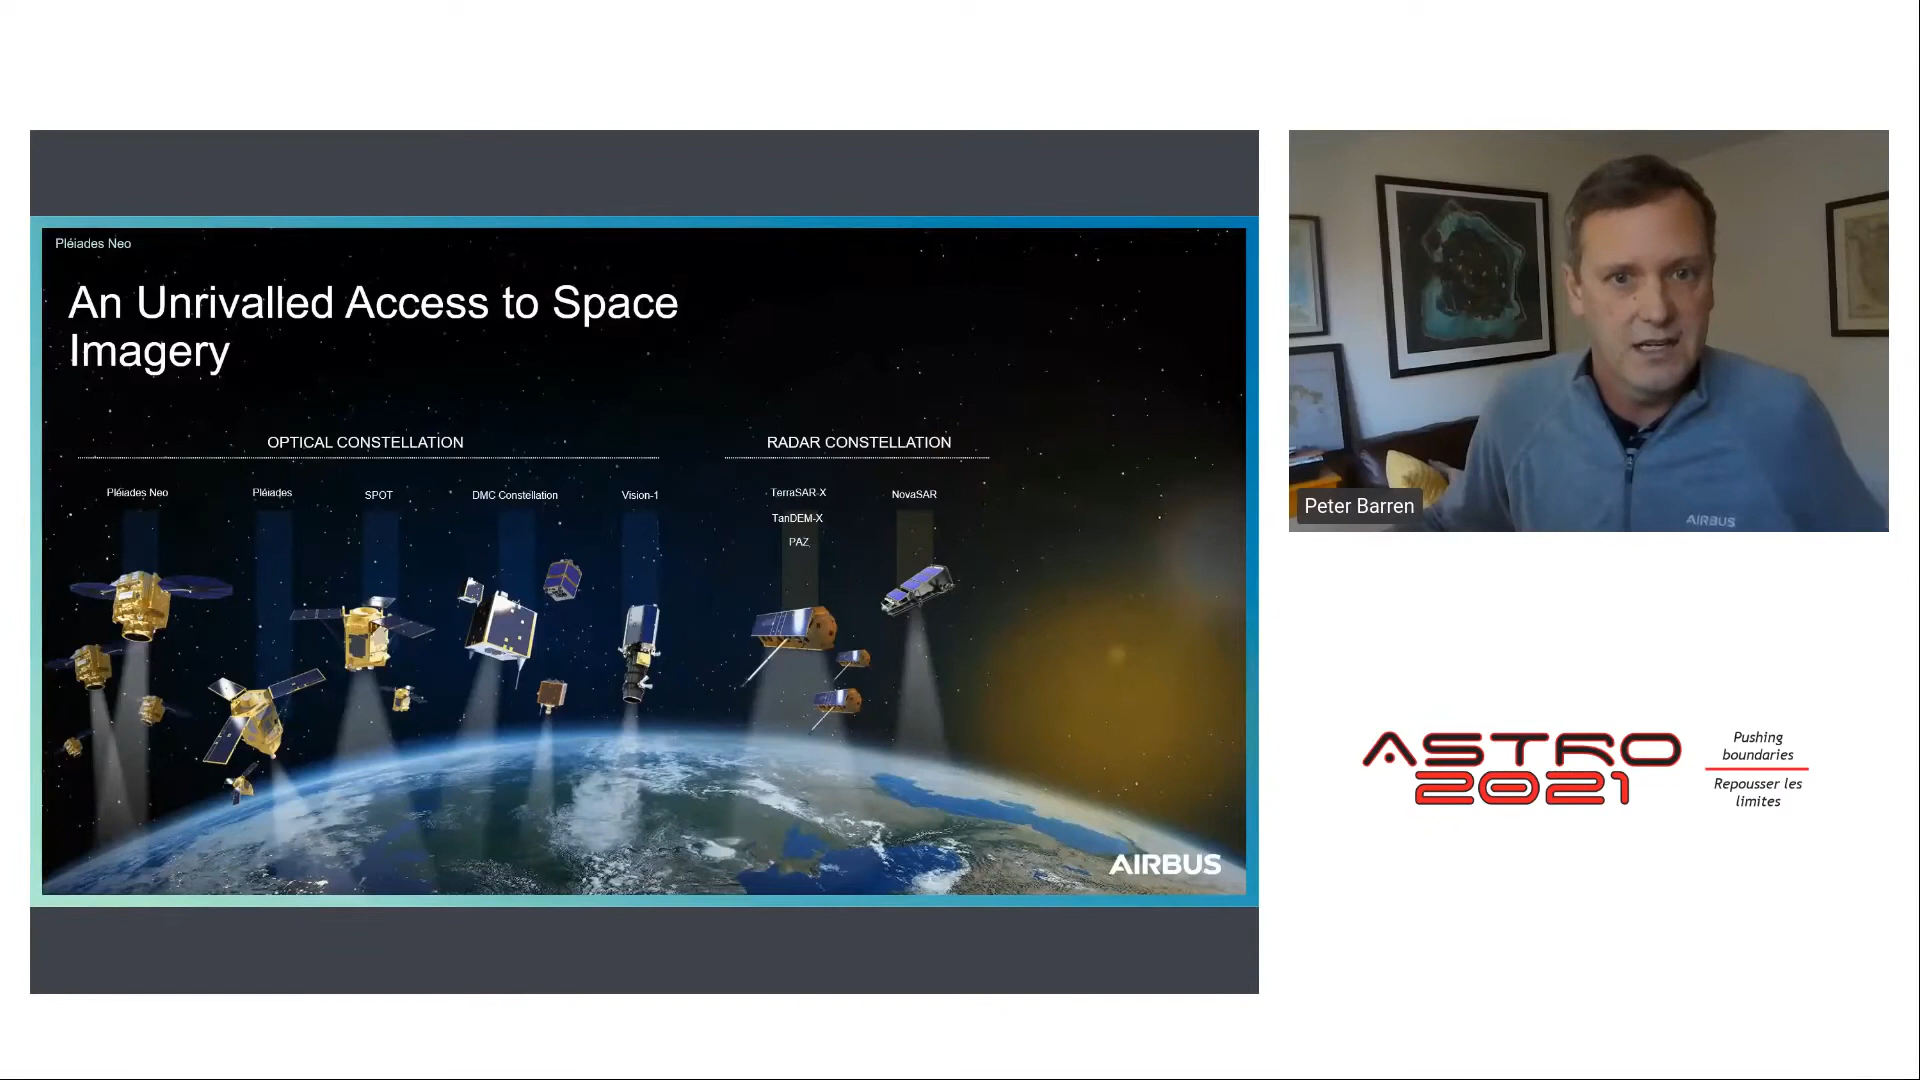 Pléiades Neo
An Unrivalled Access to Space
Imagery
OPTICAL CONSTELLATION
RADAR CONSTELLATION
Pléiades Neo
Pléiades
SPOT
DMC Constellation
Vision-1
TerraSAR-X
TanDEM-X
PAZ
NovaSAR
AIRBUS
Peter Barren
AIRBUS
ASTRO
2021
Pushing
boundaries
Repousser les
limites